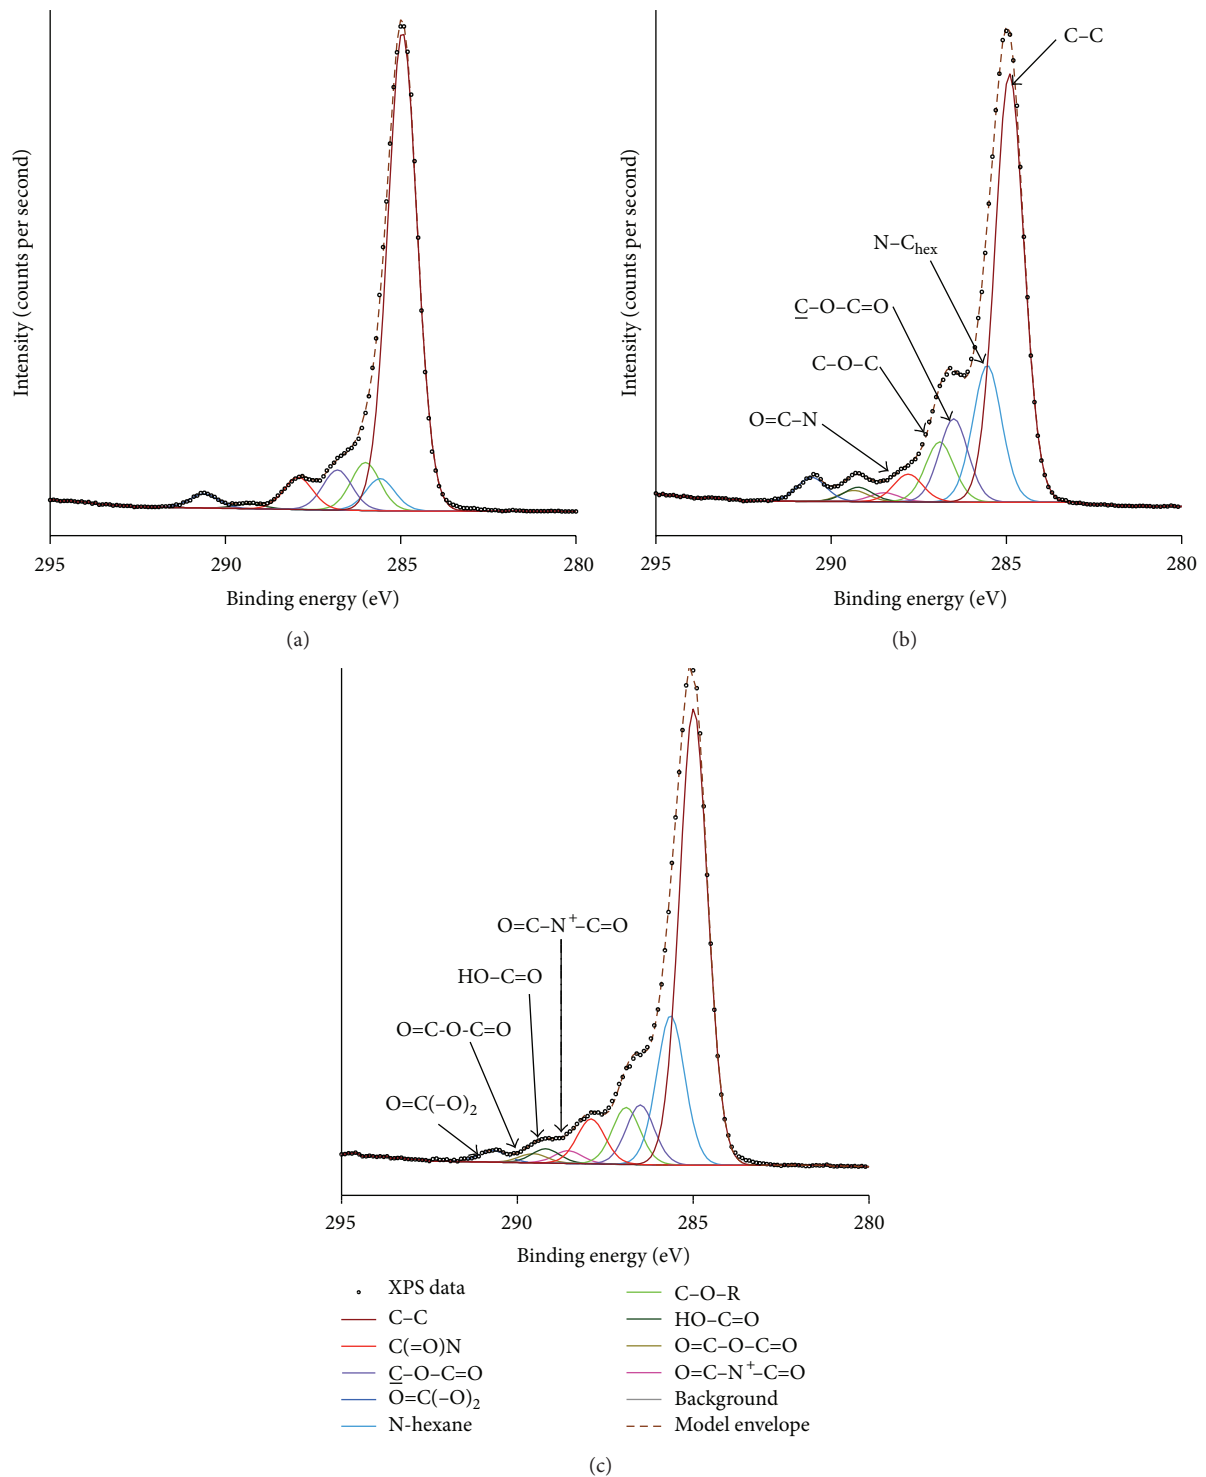 Intensity (counts per second)
295
290
285
280
Binding energy (eV)
(a)
Intensity (counts per second)
C–C
N–Chex
C–O–C=O
C–O–C
O=C–N
295
290
285
280
Binding energy (eV)
(b)
O=C–N+–C=O
HO–C=O
O=C-O-C=O
O=C(–O)2
295
290
285
280
Binding energy (eV)
XPS data
C–C
C(=O)N
C–O–C=O
O=C(–O)2
N-hexane
C–O–R
HO–C=O
O=C–O–C=O
O=C–N+–C=O
Background
Model envelope
(c)